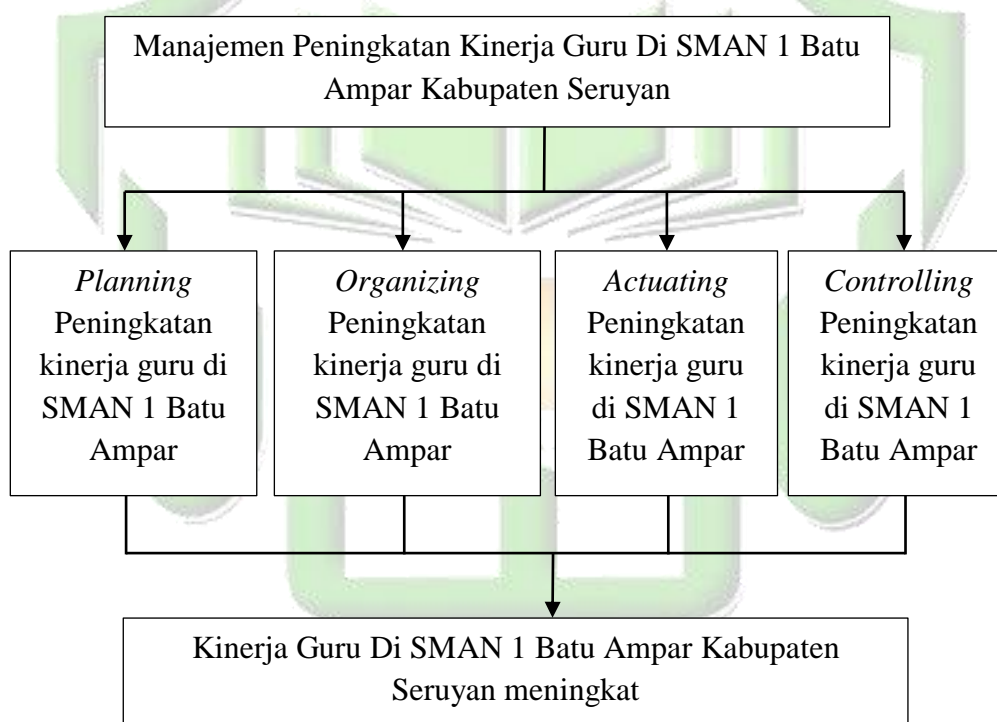 Manajemen Peningkatan Kinerja Guru Di SMAN 1 Batu
Ampar Kabupaten Seruyan
Planning
Peningkatan
kinerja guru di
SMAN 1 Batu
Ampar
Organizing
Peningkatan
kinerja guru di
SMAN 1 Batu
Ampar
Actuating
Peningkatan
kinerja guru
di SMAN 1
Batu Ampar
Controlling
Peningkatan
kinerja guru
di SMAN 1
Batu Ampar
Kinerja Guru Di SMAN 1 Batu Ampar Kabupaten
Seruyan meningkat